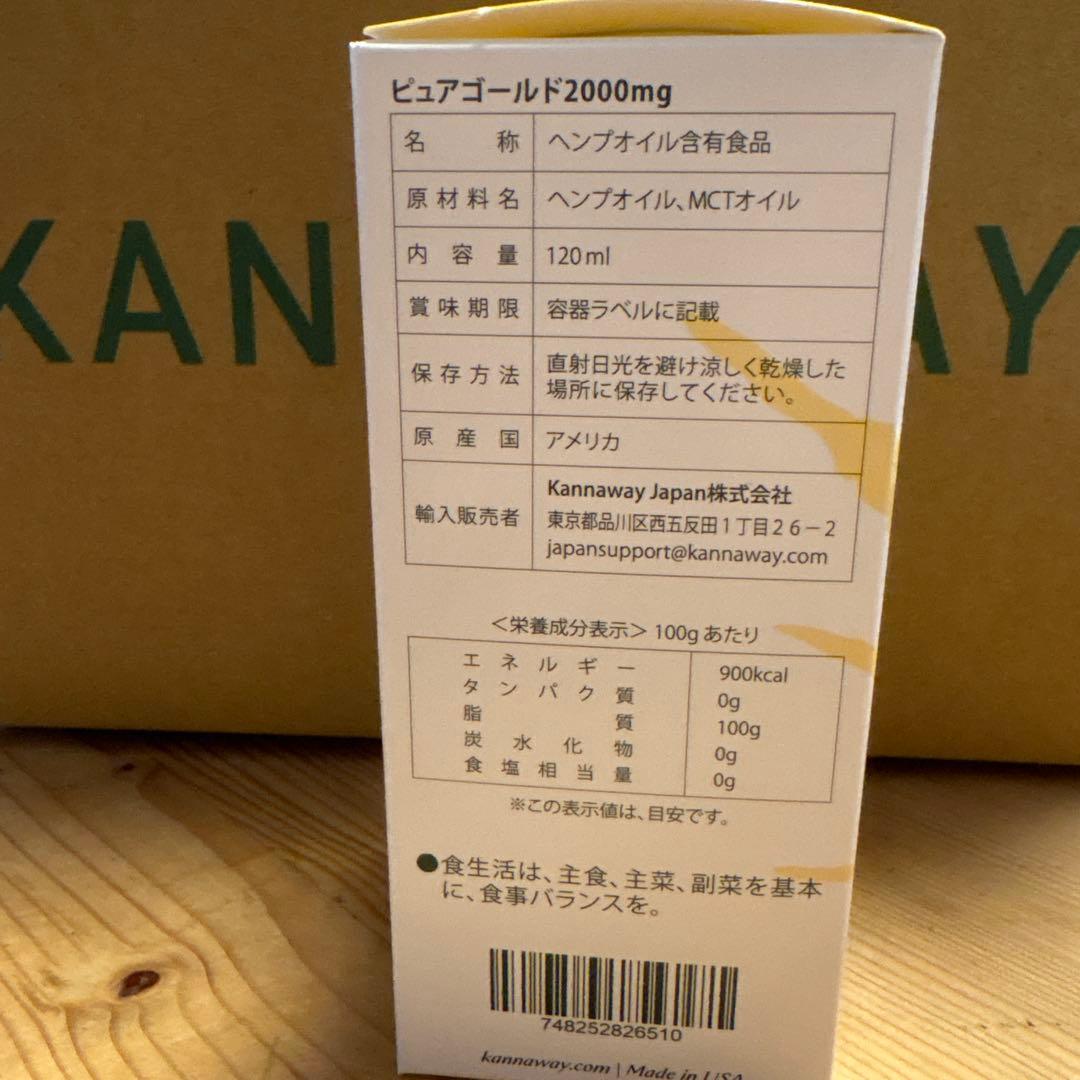 KANN
AY
ピュアゴールド2000mg
名称 ヘンプオイル含有食品
原材料名 ヘンプオイル、MCTオイル
内容量 120ml
賞味期限 容器ラベルに記載
保存方法 直射日光を避け涼しく乾燥した
場所に保存してください。
原産国 アメリカ
輸入販売者 Kannaway Japan株式会社
東京都品川区西五反田1丁目26-2
japansupport@kannaway.com
<栄養成分表示> 100gあたり
エネルギー 900kcal
タンパク質 0g
脂質 100g
炭水化物 0g
食塩相当量 0g
※この表示値は、目安です。
●食生活は、主食、主菜、副菜を基本
に、食事バランスを。
748252826510
kannaway.com | Made in USA